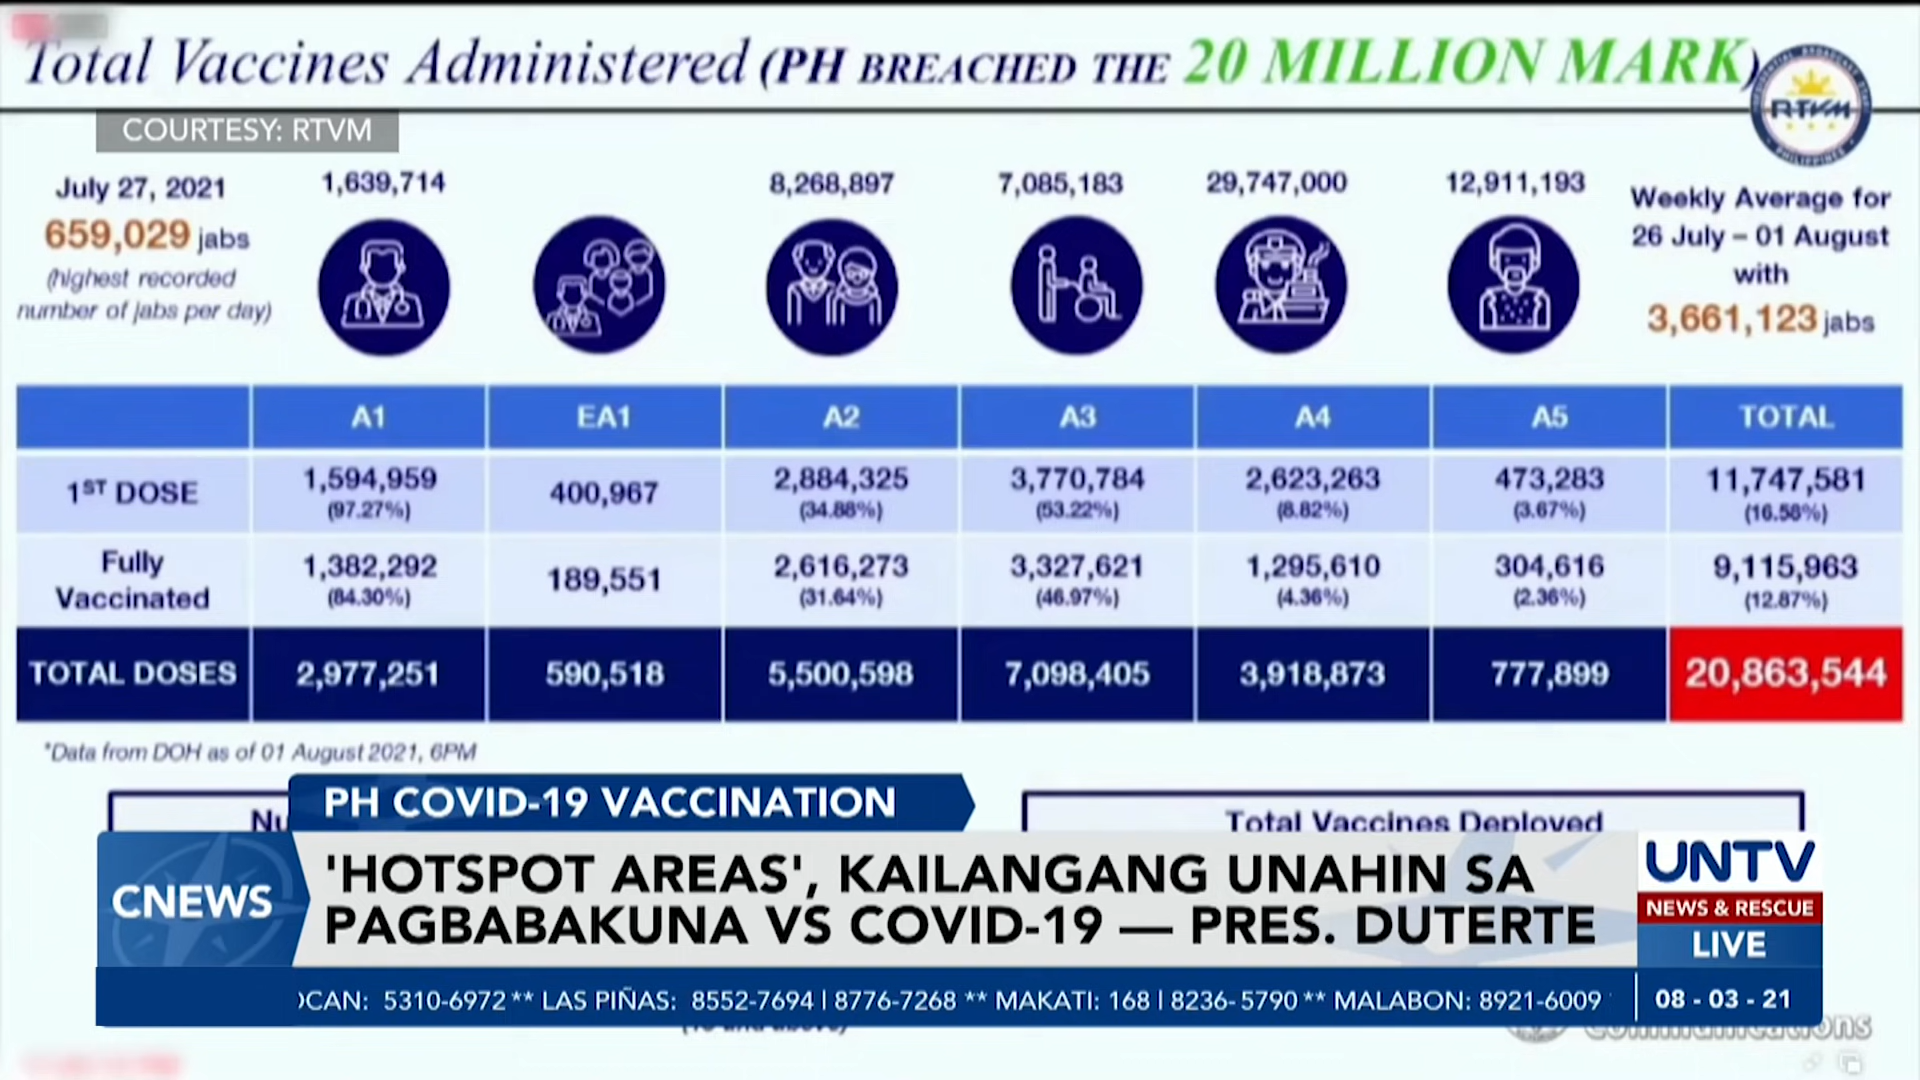 Total Vaccines Administered (PH BREACHED THE 20 MILLION MARK)
RTVM
PHILIPPINES
COURTESY: RTVM
July 27, 2021
659,029 jabs
(highest recorded
number of jabs per day)
1,639,714
8,268,897
7,085,183
29,747,000
12,911,193
Weekly Average for
26 July – 01 August
with
3,661,123 jabs
A1 EA1 A2 A3 A4 A5 TOTAL
1ST DOSE 1,594,959 400,967 2,884,325 3,770,784 2,623,263 473,283 11,747,581
(97.27%) (34.88%) (53.22%) (8.82%) (3.67%) (16.58%)
Fully Vaccinated 1,382,292 189,551 2,616,273 3,327,621 1,295,610 304,616 9,115,963
(84.30%) (31.64%) (46.97%) (4.36%) (2.36%) (12.87%)
TOTAL DOSES 2,977,251 590,518 5,500,598 7,098,405 3,918,873 777,899 20,863,544
*Data from DOH as of 01 August 2021, 6PM
Total Vaccines Deployed
PH COVID-19 VACCINATION
CNEWS
'HOTSPOT AREAS', KAILANGANG UNAHIN SA
PAGBABAKUNA VS COVID-19 — PRES. DUTERTE
UNTV
NEWS & RESCUE
LIVE
OCAN: 5310-6972 ** LAS PIÑAS: 8552-7694 | 8776-7268 ** MAKATI: 168 | 8236-5790 ** MALABON: 8921-6009
08 - 03 - 21
Communications